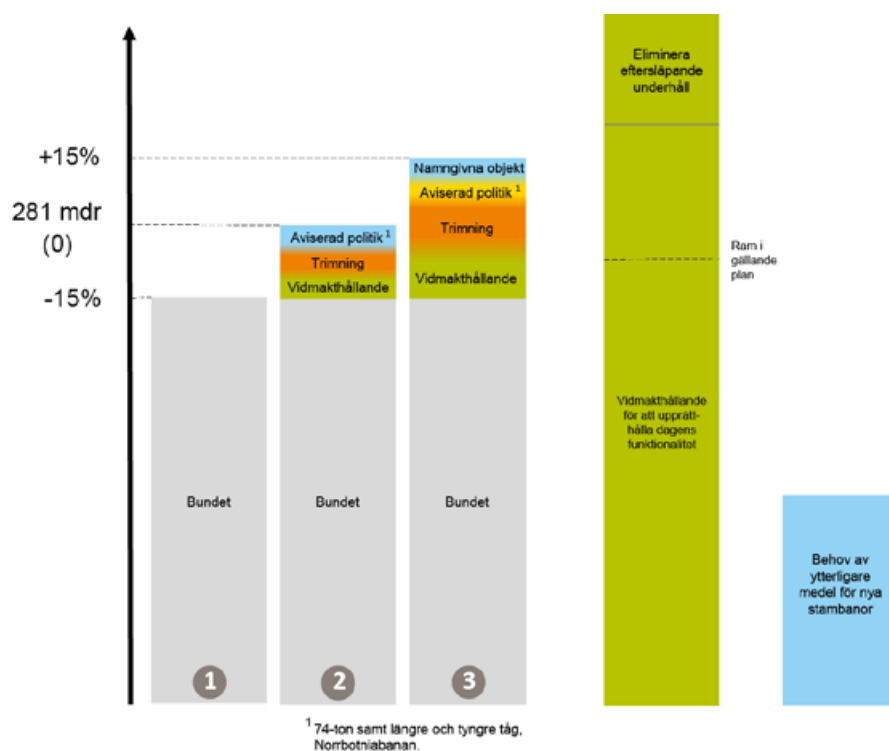 +15%
281 mdr
(0)
-15%
Bundet
1
Aviserad politik 1
Trimning
Vidmakthållande
Bundet
2
Namngivna objekt
Aviserad politik 1
Trimning
Vidmakthållande
Bundet
3
1 74-ton samt längre och tyngre tåg,
Norrbotniabanan.
Eliminera
eftersläpande
underhåll
Ram i
gällande
plan
Vidmakthållande
för att upprätt-
hålla dagens
funktionalitet
Behov av
ytterligare
medel för nya
stambanor